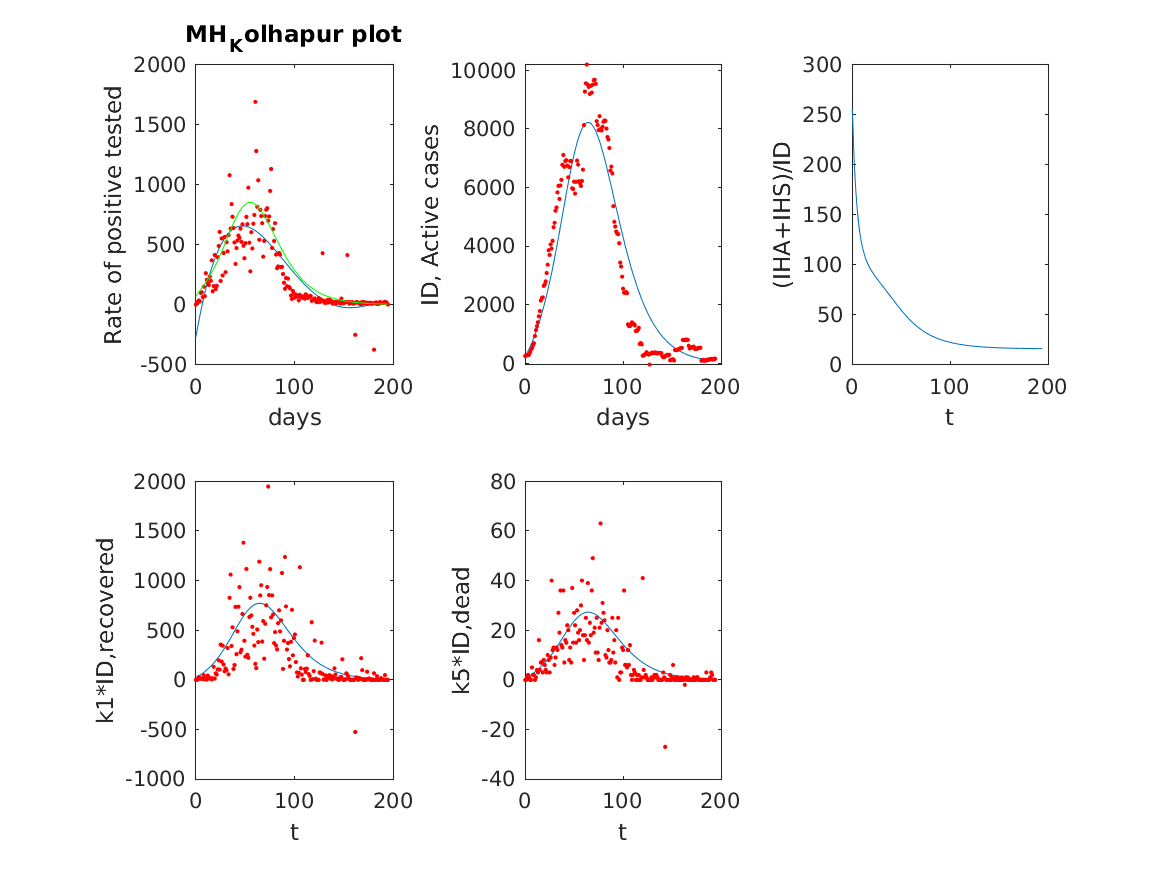 MH_Kolhapur plot
2000
1500
1000
500
0
-500
Rate of positive tested
0 100 200
days
10000
8000
6000
4000
2000
0
ID, Active cases
0 100 200
days
300
250
200
150
100
50
0
(IHA+IHS)/ID
0 100 200
t
2000
1500
1000
500
0
-500
-1000
k1*ID,recovered
0 100 200
t
80
60
40
20
0
-20
-40
k5*ID,dead
0 100 200
t